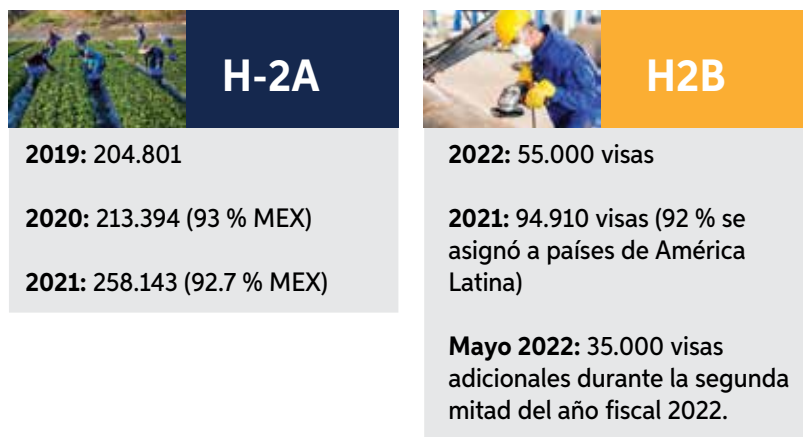 H-2A
2019: 204.801
2020: 213.394 (93 % MEX)
2021: 258.143 (92.7 % MEX)
H2B
2022: 55.000 visas
2021: 94.910 visas (92 % se
asignó a países de América
Latina)
Mayo 2022: 35.000 visas
adicionales durante la segunda
mitad del año fiscal 2022.